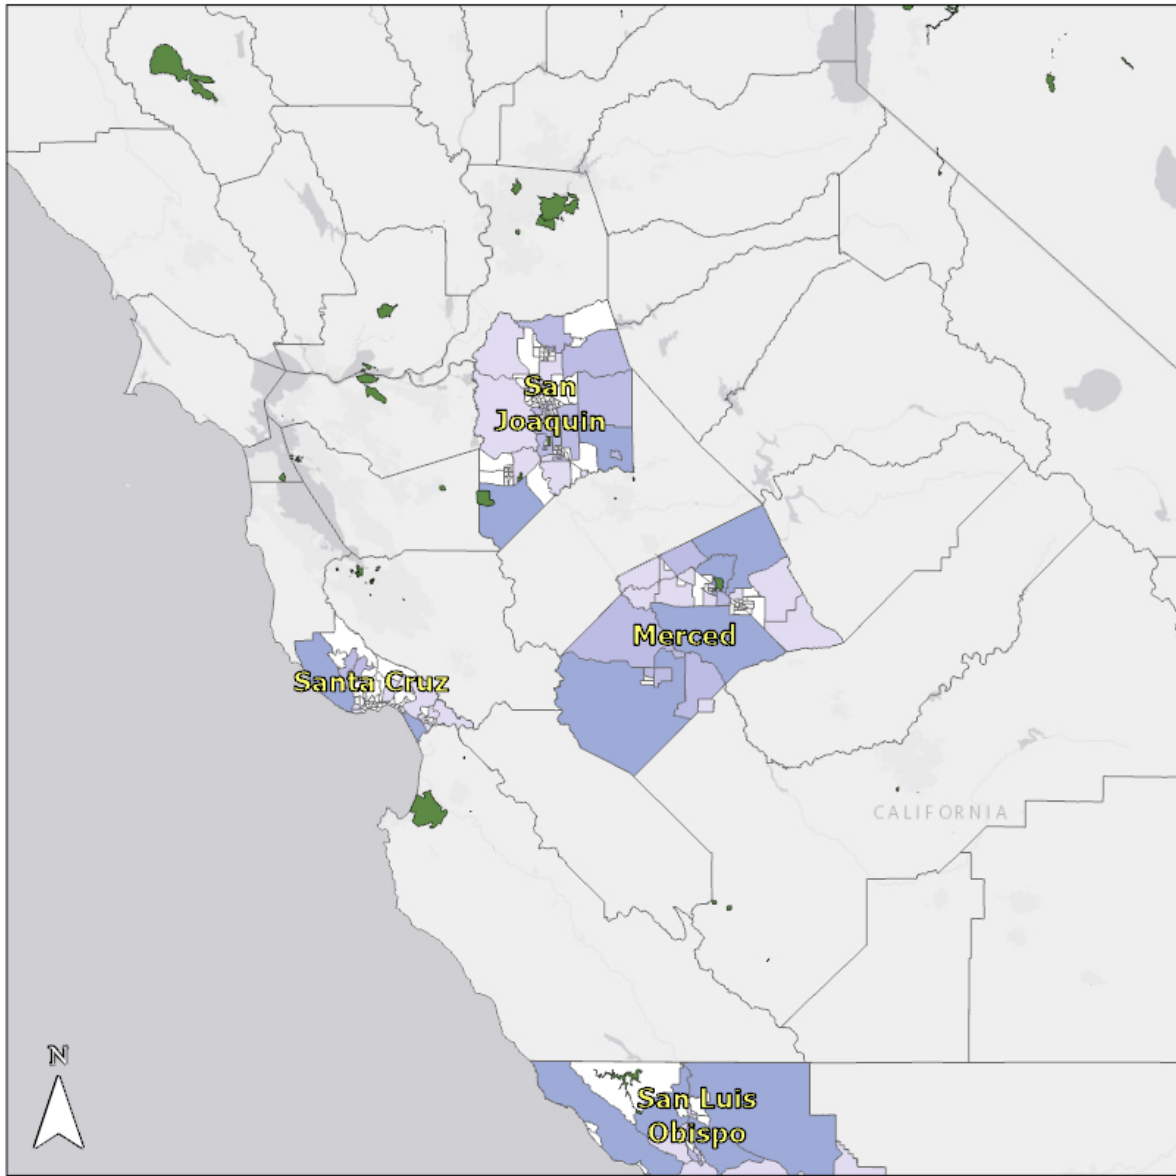 San
Joaquin
Merced
Santa Cruz
CALIFORNIA
N
San Luis
Obispo